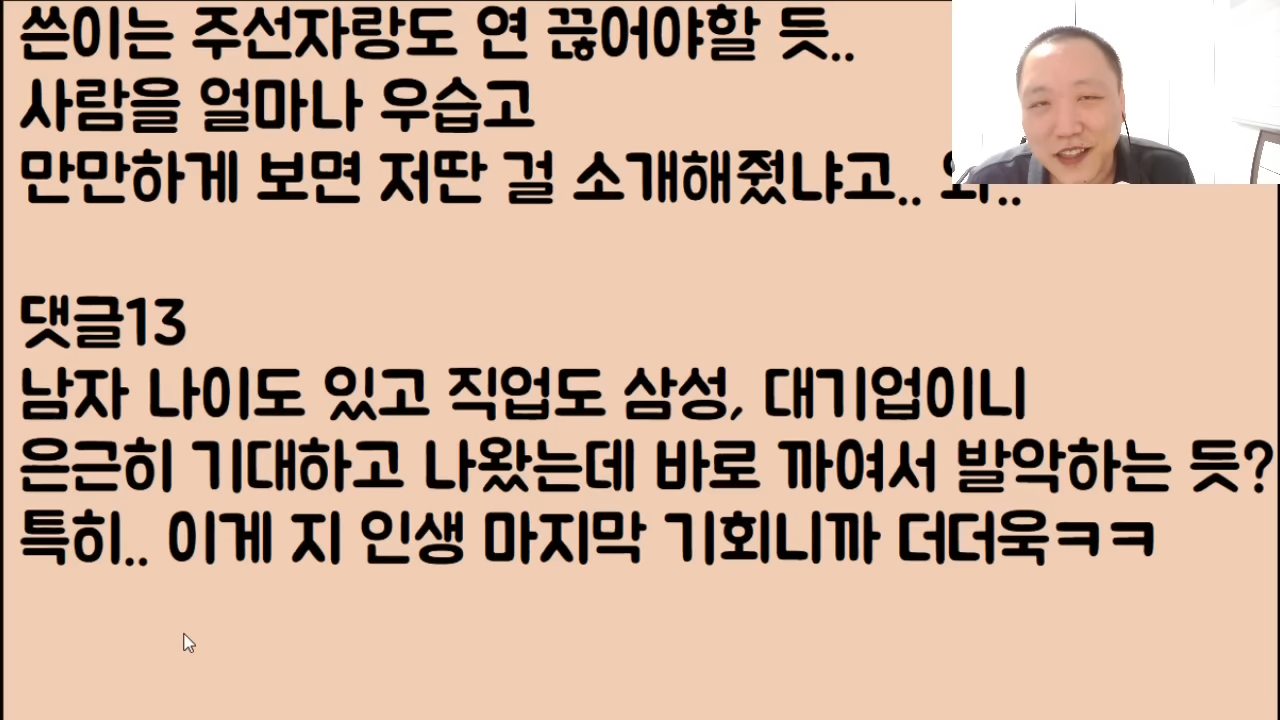 쓴이는 주선자랑도 연 끊어야할 듯..
사람을 얼마나 우습고
만만하게 보면 저딴 걸 소개해줬냐고..
댓글13
남자 나이도 있고 직업도 삼성, 대기업이니
은근히 기대하고 나왔는데 바로 까여서 발악하는 듯?
특히.. 이게 지 인생 마지막 기회니까 더더욱ㅋㅋ